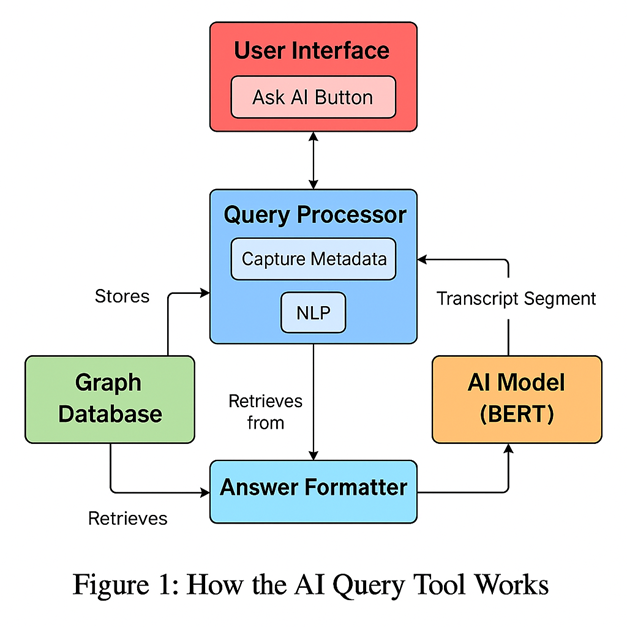 User Interface
Ask AI Button
Query Processor
Capture Metadata
NLP
Stores
Transcript Segment
Graph
Database
Retrieves
from
AI Model
(BERT)
Answer Formatter
Retrieves
Figure 1: How the AI Query Tool Works